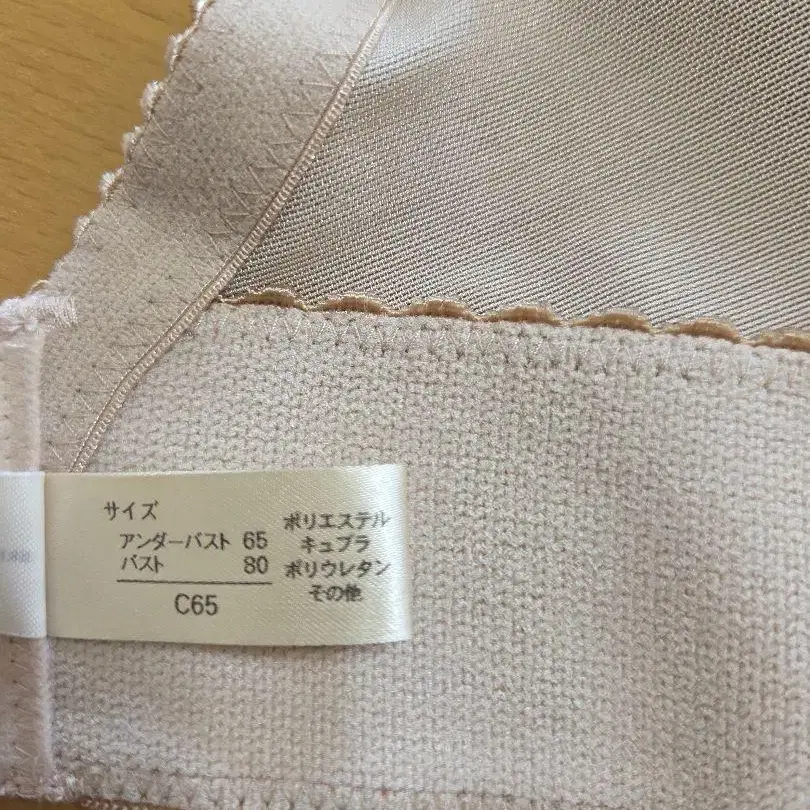 サイズ
アンダーバスト 65
バスト 80
C65
ポリエステル
キュプラ
ポリウレタン
その他